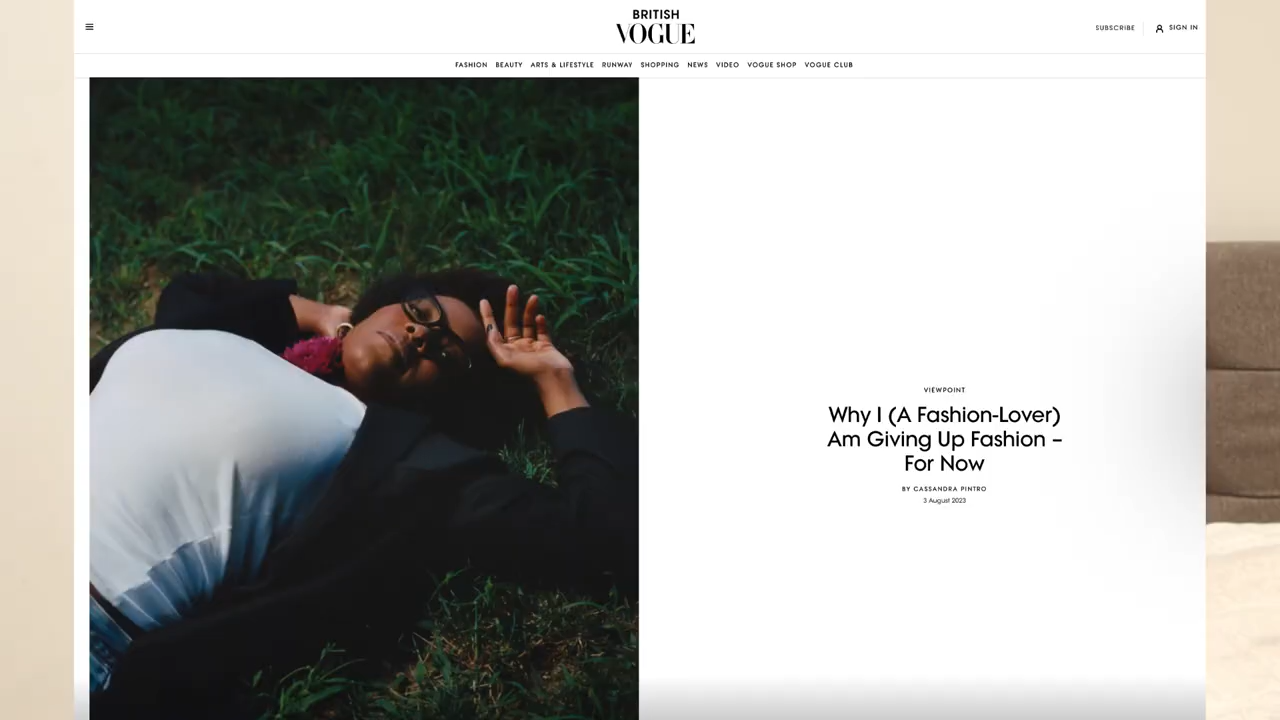 BRITISH
VOGUE
SUBSCRIBE
SIGN IN
FASHION BEAUTY ARTS & LIFESTYLE RUNWAY SHOPPING NEWS VIDEO VOGUE SHOP VOGUE CLUB
VIEWPOINT
Why I (A Fashion-Lover)
Am Giving Up Fashion –
For Now
BY CASSANDRA PINTRO
3 August 2023